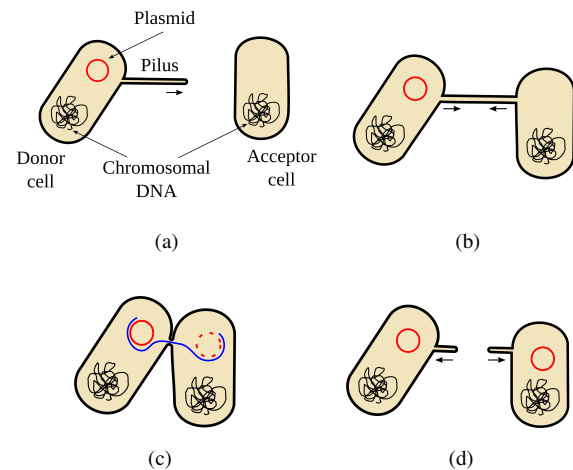 Plasmid
Pilus
Donor
cell
Chromosomal
DNA
Acceptor
cell
(a)
(b)
(c)
(d)